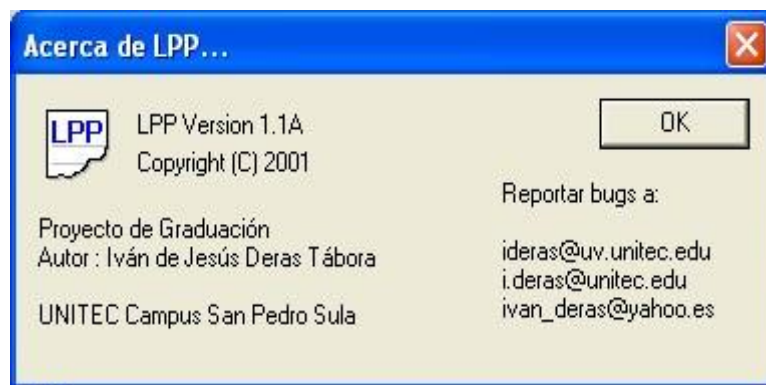 Acerca de LPP...
LPP
LPP Version 1.1A
Copyright (C) 2001
OK
Reportar bugs a:
Proyecto de Graduación
Autor : Iván de Jesús Deras Tábora
ideras@uv.unitec.edu
i.deras@unitec.edu
ivan_deras@yahoo.es
UNITEC Campus San Pedro Sula